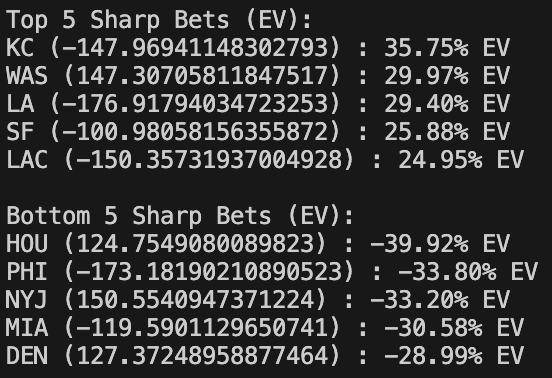 Top 5 Sharp Bets (EV):
KC (-147.96941148302793) : 35.75% EV
WAS (147.30705811847517) : 29.97% EV
LA (-176.91794034723253) : 29.40% EV
SF (-100.98058156355872) : 25.88% EV
LAC (-150.35731937004928) : 24.95% EV
Bottom 5 Sharp Bets (EV):
HOU (124.7549080089823) : -39.92% EV
PHI (-173.18190210890523) : -33.80% EV
NYJ (150.5540947371224) : -33.20% EV
MIA (-119.5901129650741) : -30.58% EV
DEN (127.37248958877464) : -28.99% EV